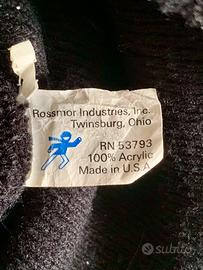 Rossmor Industries, Inc.
Twinsburg, Ohio
RN 53793
100% Acrylic
Made in U.S.A
subito